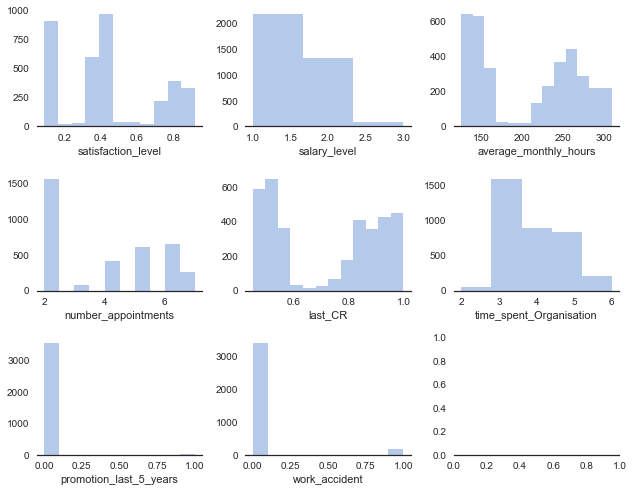 1000
750
500
250
0
0.2 0.4 0.6 0.8
satisfaction_level
2000
1500
1000
500
0
1.0 1.5 2.0 2.5 3.0
salary_level
600
400
200
0
150 200 250 300
average_monthly_hours
1500
1000
500
0
2 4 6
number_appointments
600
400
200
0
0.6 0.8 1.0
last_CR
1500
1000
500
0
2 3 4 5 6
time_spent_Organisation
3000
2000
1000
0
0.00 0.25 0.50 0.75 1.00
promotion_last_5_years
3000
2000
1000
0
0.00 0.25 0.50 0.75 1.00
work_accident
1.0
0.8
0.6
0.4
0.2
0.0
0.0 0.2 0.4 0.6 0.8 1.0